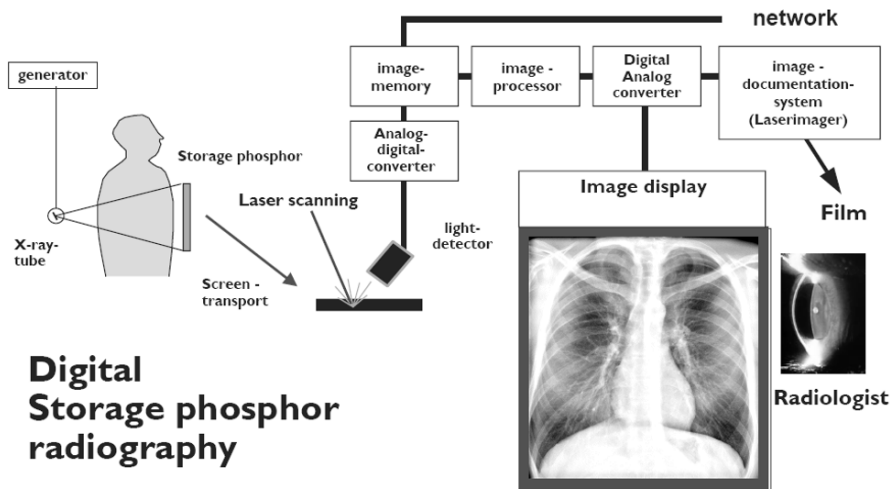 network
generator
image-
memory
image -
processor
Digital
Analog
converter
image -
documentation-
system
(Laserimager)
Analog-
digital-
converter
Storage phosphor
Image display
Laser scanning
Film
light-
detector
X-ray-
tube
Screen -
transport
Digital
Storage phosphor
radiography
Radiologist